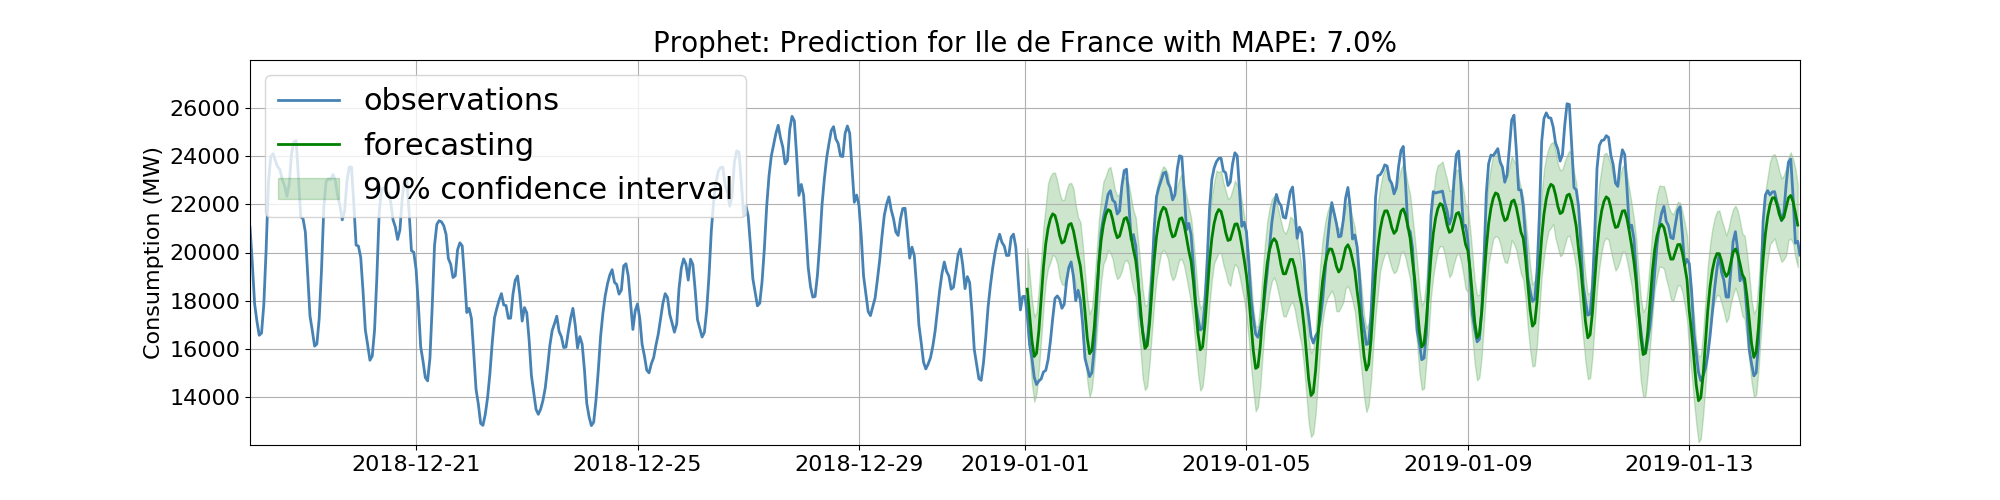 Prophet: Prediction for Ile de France with MAPE: 7.0%
observations
forecasting
90% confidence interval
Consumption (MW)
26000
24000
22000
20000
18000
16000
14000
2018-12-21
2018-12-25
2018-12-29
2019-01-01
2019-01-05
2019-01-09
2019-01-13